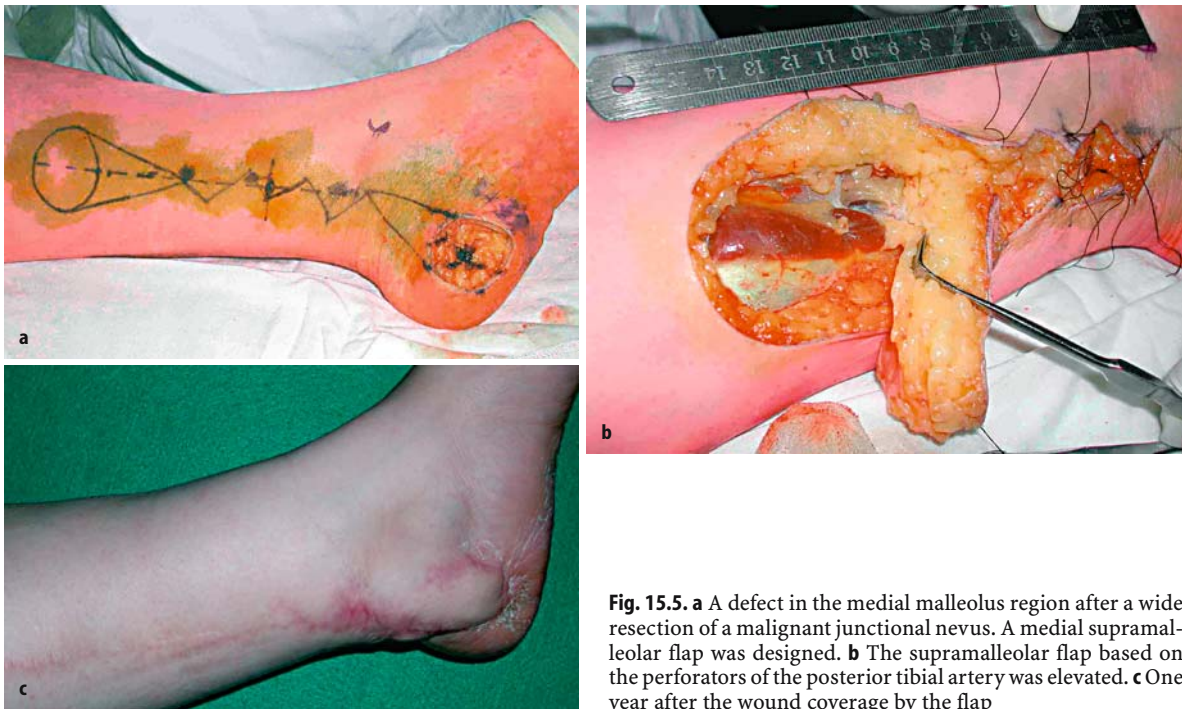 a
b
c
Fig. 15.5. a A defect in the medial malleolus region after a wide
resection of a malignant junctional nevus. A medial supramal-
leolar flap was designed. b The supramalleolar flap based on
the perforators of the posterior tibial artery was elevated. c One
year after the wound coverage by the flap